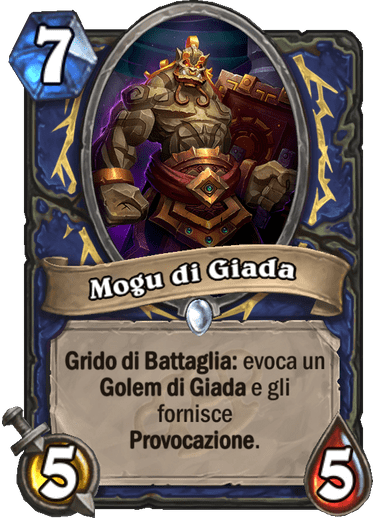 7
Mogu di Giada
Grido di Battaglia: evoca un
Golem di Giada e gli
fornisce
Provocazione.
5
5